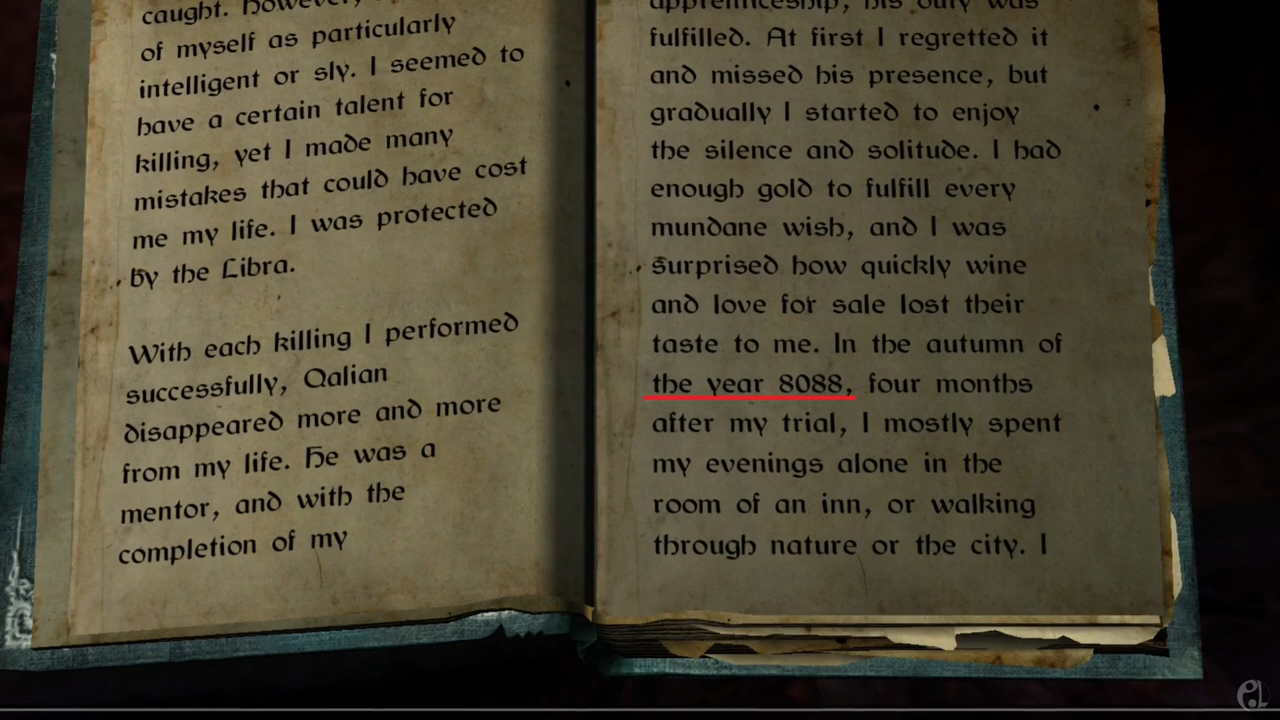 caught. However,
of myself as particularly
intelligent or sly. I seemed to
have a certain talent for
killing, yet I made many
mistakes that could have cost
me my life. I was protected
by the Libra.
With each killing I performed
successfully, Qalian
disappeared more and more
from my life. He was a
mentor, and with the
completion of my
apprenticeship, his duty was
fulfilled. At first I regretted it
and missed his presence, but
gradually I started to enjoy
the silence and solitude. I had
enough gold to fulfill every
mundane wish, and I was
surprised how quickly wine
and love for sale lost their
taste to me. In the autumn of
the year 8088, four months
after my trial, I mostly spent
my evenings alone in the
room of an inn, or walking
through nature or the city. I